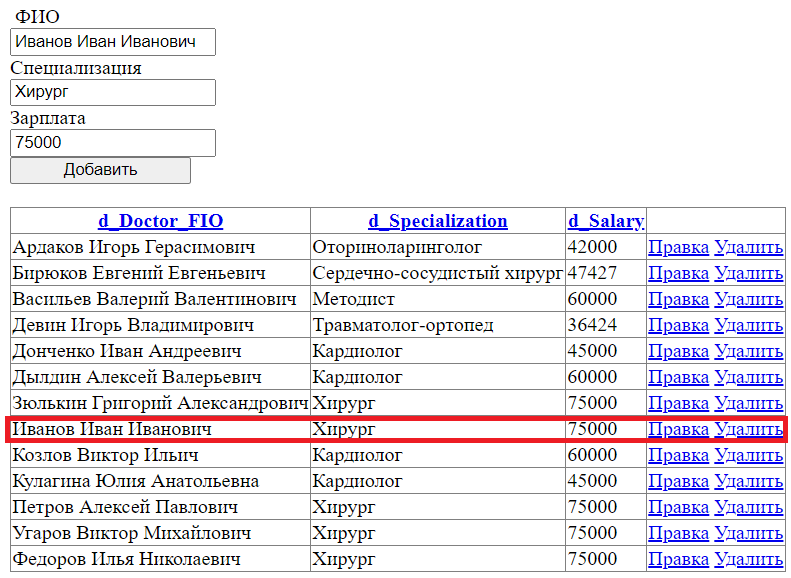 ФИО
Иванов Иван Иванович
Специализация
Хирург
Зарплата
75000
Добавить
d_Doctor_FIO d_Specialization d_Salary
Ардаков Игорь Герасимович Оториноларинголог 42000 Правка Удалить
Бирюков Евгений Евгеньевич Сердечно-сосудистый хирург 47427 Правка Удалить
Васильев Валерий Валентинович Методист 60000 Правка Удалить
Девин Игорь Владимирович Травматолог-ортопед 36424 Правка Удалить
Донченко Иван Андреевич Кардиолог 45000 Правка Удалить
Дылдин Алексей Валерьевич Кардиолог 60000 Правка Удалить
Зюлькин Григорий Александрович Хирург 75000 Правка Удалить
Иванов Иван Иванович Хирург 75000 Правка Удалить
Козлов Виктор Ильич Кардиолог 60000 Правка Удалить
Кулагина Юлия Анатольевна Кардиолог 45000 Правка Удалить
Петров Алексей Павлович Хирург 75000 Правка Удалить
Угаров Виктор Михайлович Хирург 75000 Правка Удалить
Федоров Илья Николаевич Хирург 75000 Правка Удалить